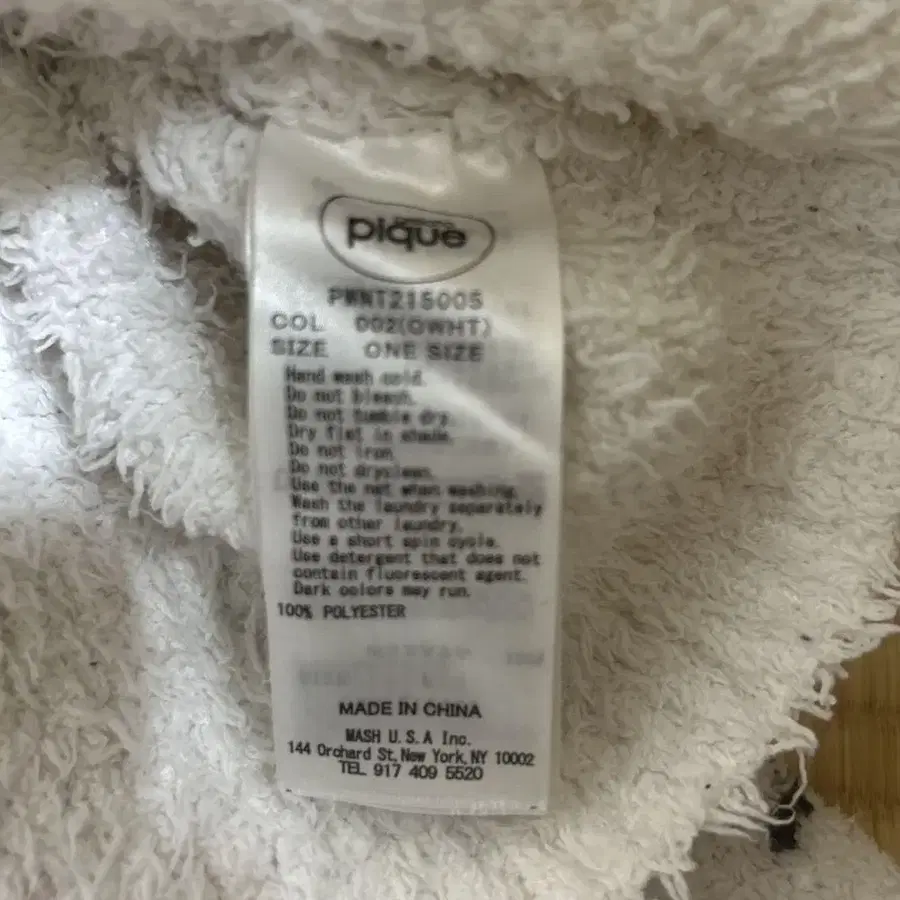 pique
PWNT215005
COL 002(OWHT)
SIZE ONE SIZE
Hand wash cold.
Do not bleach.
Do not tumble dry.
Dry flat in shade.
Do not iron.
Do not dryclean.
Use the net when washing.
Wash the laundry separately
from other laundry.
Use a short spin cycle.
Use detergent that does not
contain fluorescent agent.
Dark colors may run.
100% POLYESTER
MADE IN CHINA
MASH U.S.A Inc.
144 Orchard St, New York, NY 10002
TEL 917 409 5520